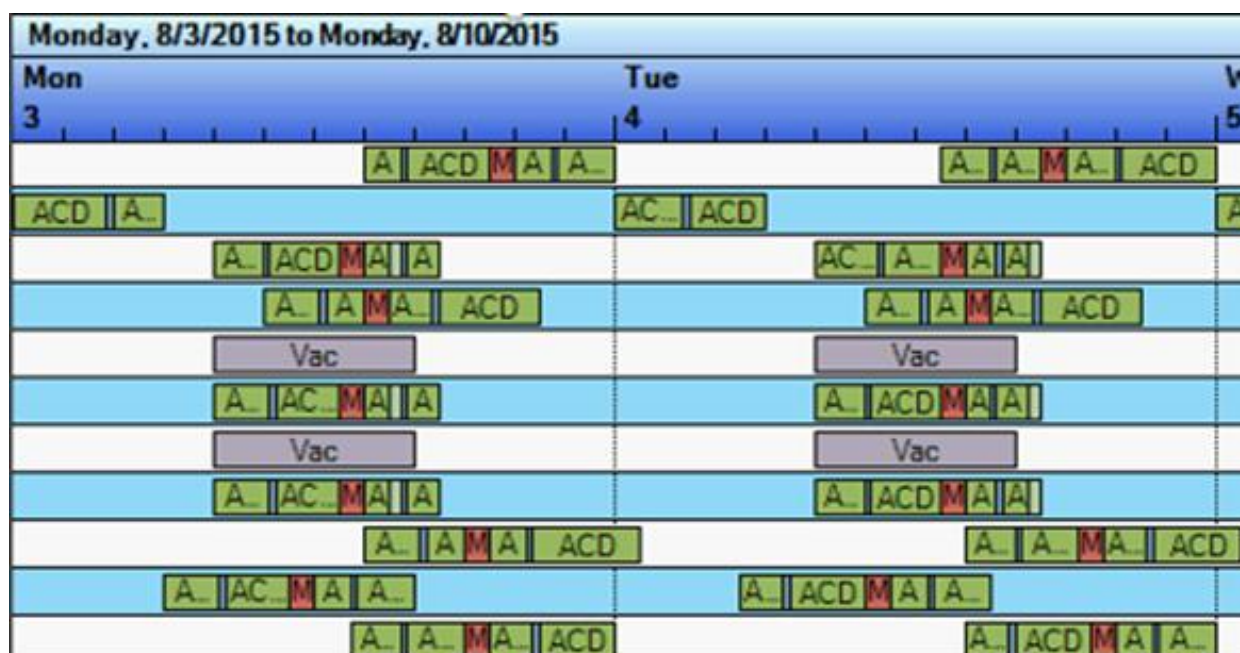 Monday, 8/3/2015 to Monday, 8/10/2015
Mon Tue
3 4 5
A ACD M A A... A... A... M A... ACD
ACD A... AC... ACD A
A... ACD M A A AC... A... M A A
A... A M A... ACD A... A M A... ACD
Vac Vac
A... AC... M A A A... ACD M A A
Vac Vac
A... AC... M A A A... ACD M A A
A... A M A ACD A... A... M A... ACD
A... AC... M A A... A... ACD M A A...
A... A... M A... ACD A... ACD M A A...